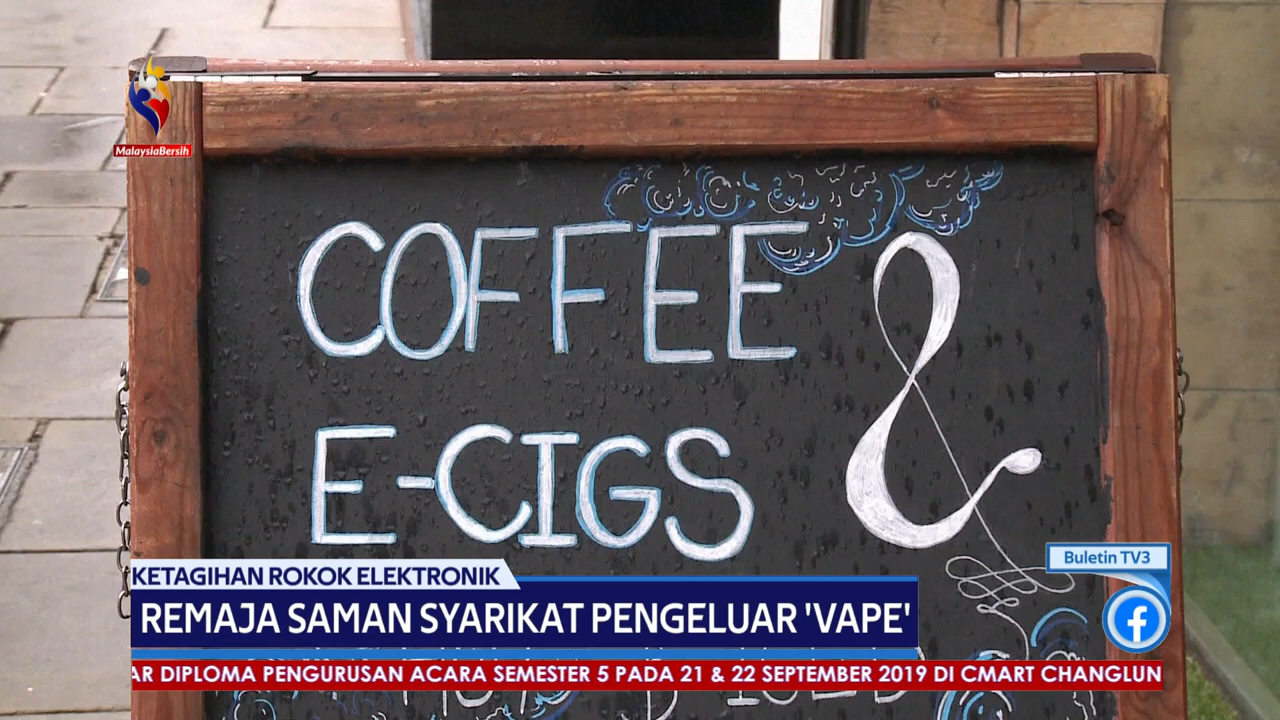 MalaysiaBersih
COFFEE &
E-CIGS
Buletin TV3
KETAGIHAN ROKOK ELEKTRONIK
REMAJA SAMAN SYARIKAT PENGELUAR 'VAPE'
AR DIPLOMA PENGURUSAN ACARA SEMESTER 5 PADA 21 & 22 SEPTEMBER 2019 DI CMART CHANGLUN